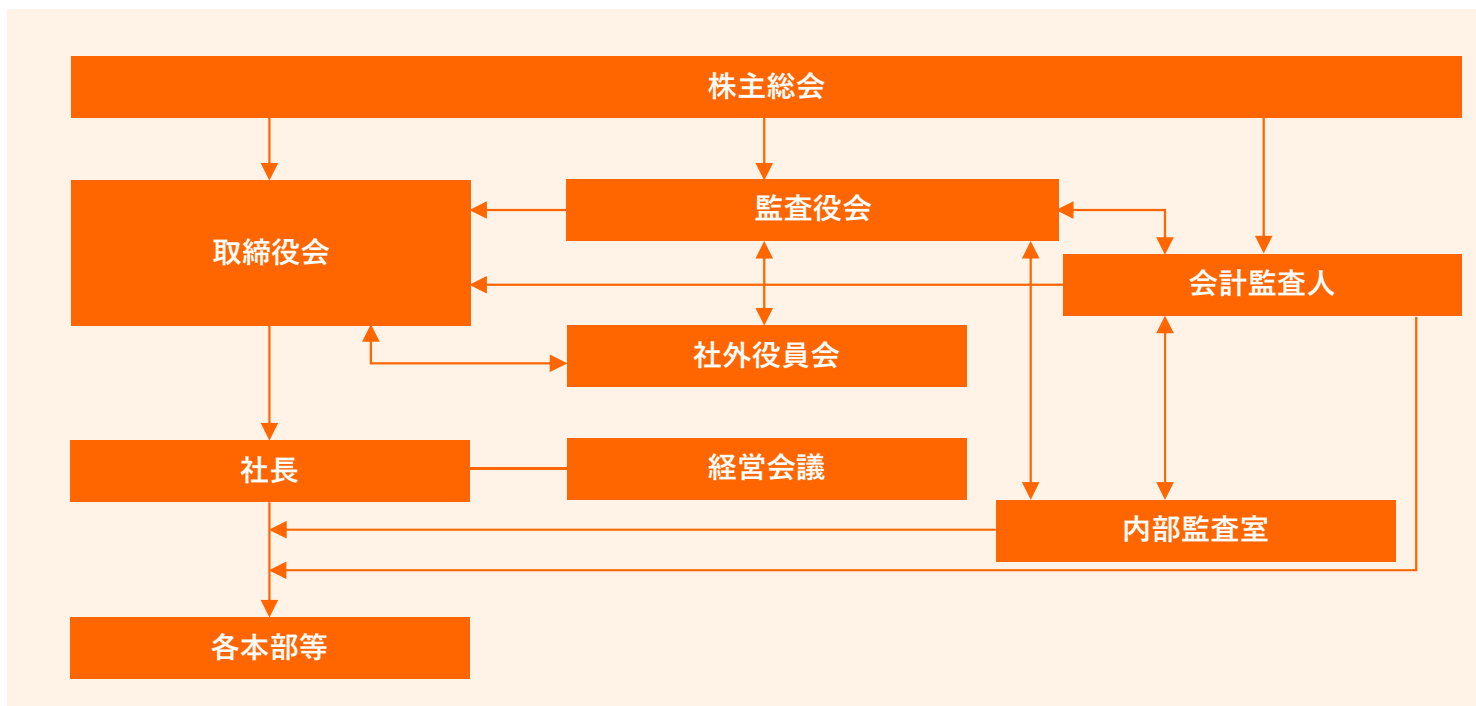 株主総会
監査役会
取締役会
会計監査人
社外役員会
社長
経営会議
内部監査室
各本部等